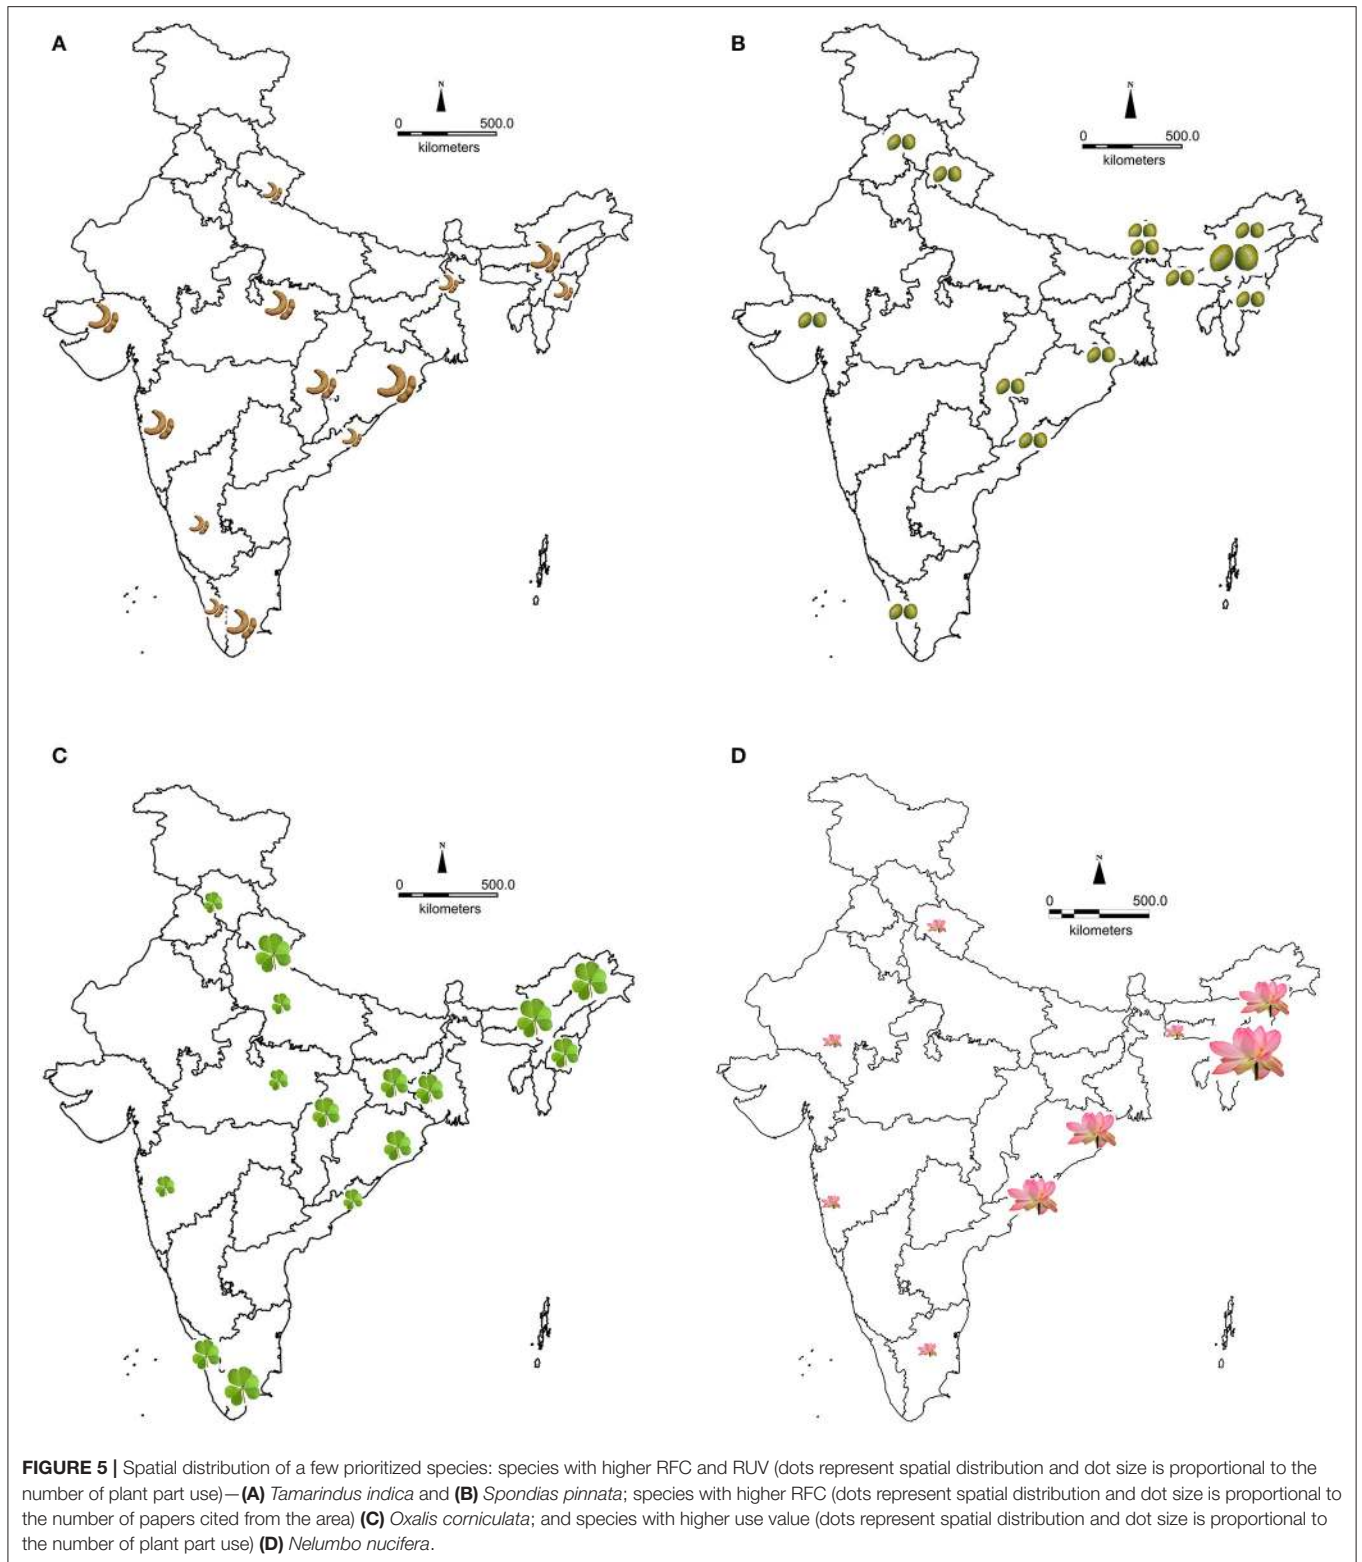 A
B
N
0 500.0
kilometers
N
0 500.0
kilometers
C
D
N
0 500.0
kilometers
N
0 500.0
kilometers
FIGURE 5 | Spatial distribution of a few prioritized species: species with higher RFC and RUV (dots represent spatial distribution and dot size is proportional to the
number of plant part use)—(A) Tamarindus indica and (B) Spondias pinnata; species with higher RFC (dots represent spatial distribution and dot size is proportional to
the number of papers cited from the area) (C) Oxalis corniculata; and species with higher use value (dots represent spatial distribution and dot size is proportional to
the number of plant part use) (D) Nelumbo nucifera.